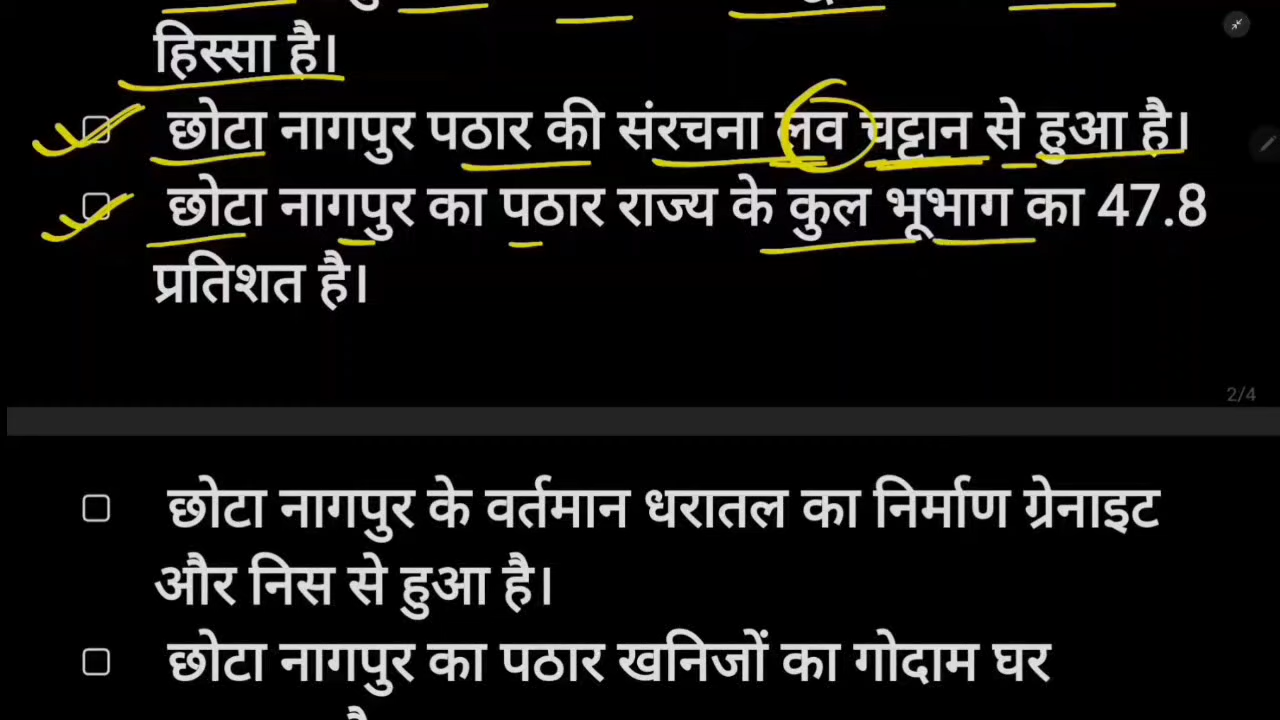 हिस्सा है।
छोटा नागपुर पठार की संरचना लव चट्टान से हुआ है।
छोटा नागपुर का पठार राज्य के कुल भूभाग का 47.8
प्रतिशत है।
2/4
छोटा नागपुर के वर्तमान धरातल का निर्माण ग्रेनाइट
और निस से हुआ है।
छोटा नागपुर का पठार खनिजों का गोदाम घर